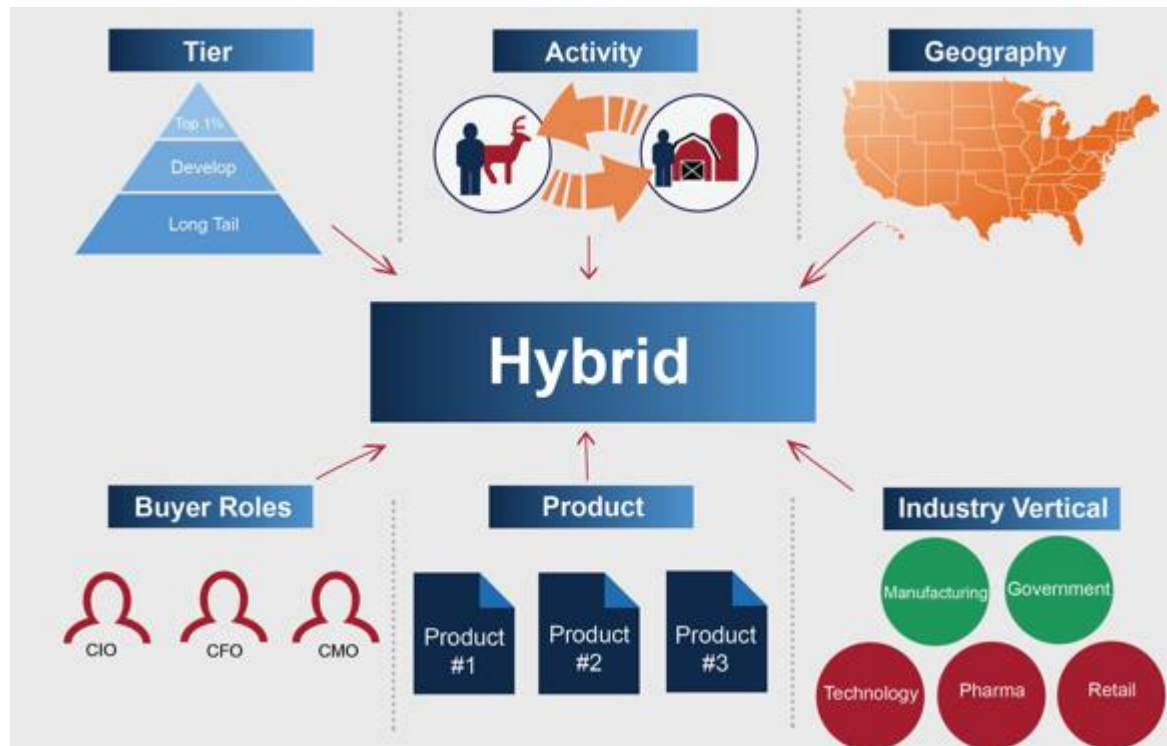 Tier
Activity
Geography
Top 1%
Develop
Long Tail
Hybrid
Buyer Roles
Product
Industry Vertical
CIO
CFO
CMO
Product
#1
Product
#2
Product
#3
Manufacturing
Government
Technology
Pharma
Retail